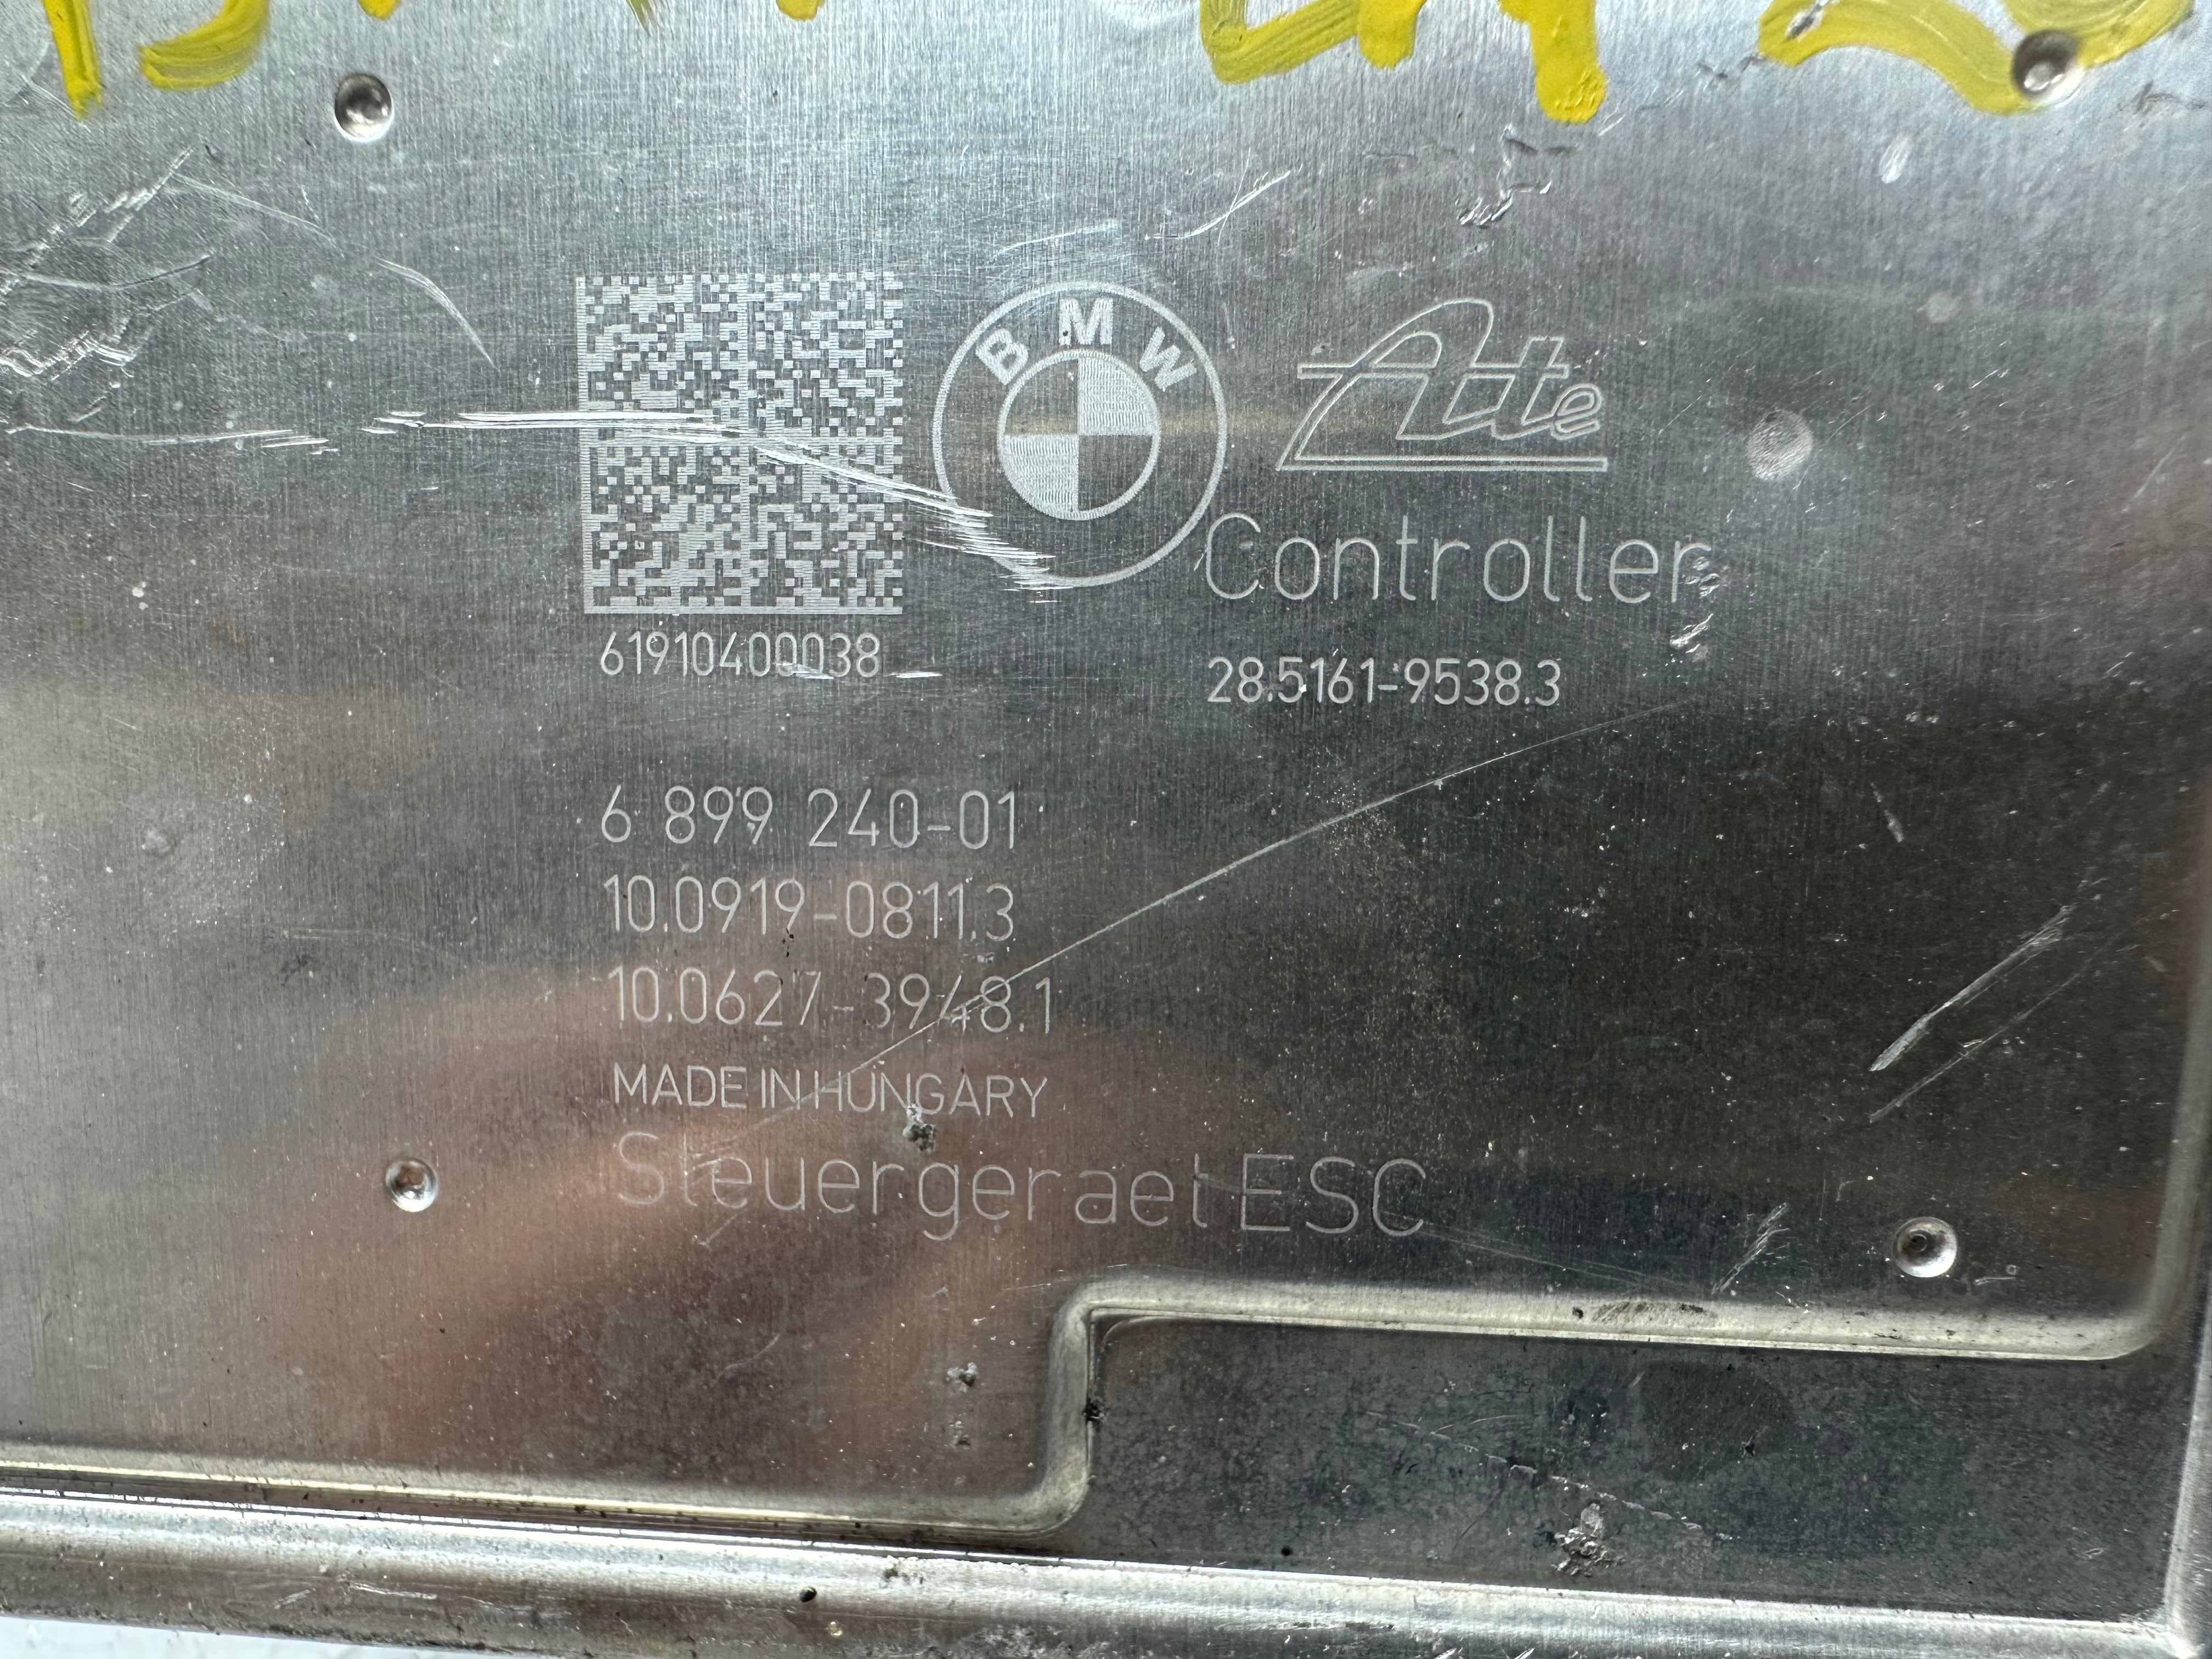 BMW
Ate
Controller
61910400038
28.5161-9538.3
6 899 240-01
10.0919-0811.3
10.0627-3948.1
MADE IN HUNGARY
Steuergeraet ESC